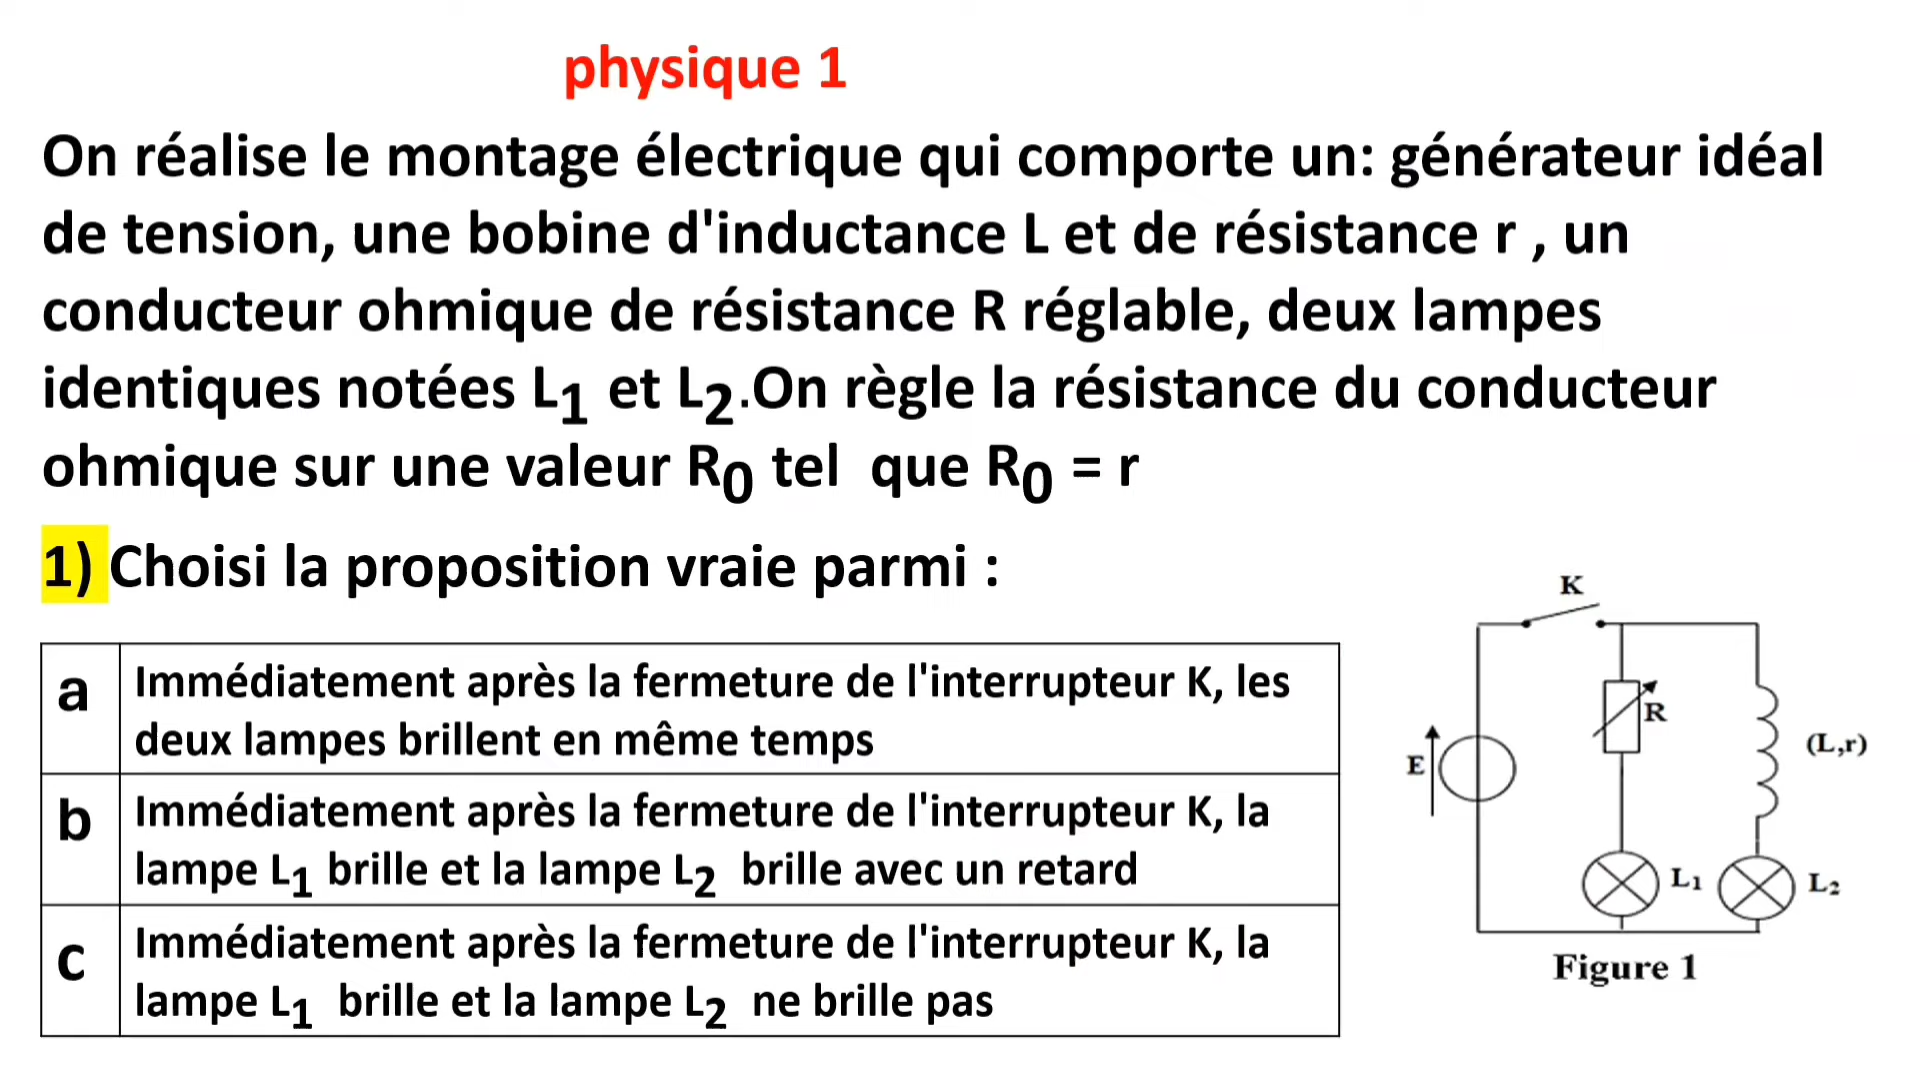 physique 1
On réalise le montage électrique qui comporte un: générateur idéal
de tension, une bobine d'inductance L et de résistance r , un
conducteur ohmique de résistance R réglable, deux lampes
identiques notées L1 et L2.On règle la résistance du conducteur
ohmique sur une valeur R0 tel que R0 = r
1) Choisi la proposition vraie parmi :
a
Immédiatement après la fermeture de l'interrupteur K, les
deux lampes brillent en même temps
b
Immédiatement après la fermeture de l'interrupteur K, la
lampe L1 brille et la lampe L2 brille avec un retard
c
Immédiatement après la fermeture de l'interrupteur K, la
lampe L1 brille et la lampe L2 ne brille pas
K
R
(L,r)
E
L1
L2
Figure 1